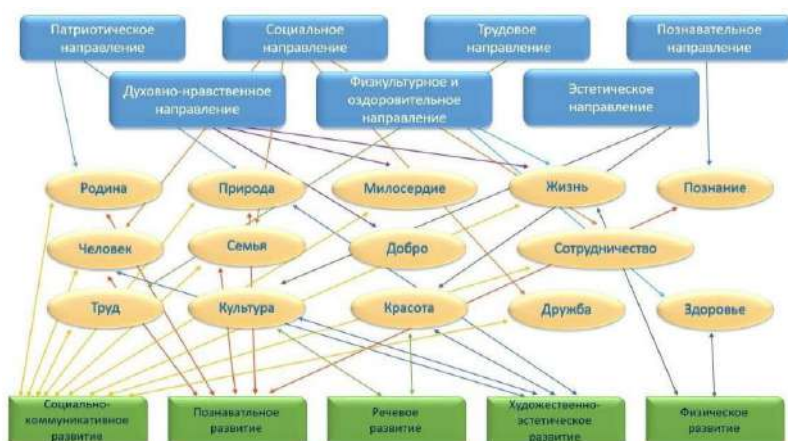 Патриотическое
направление
Социальное
направление
Трудовое
направление
Познавательное
направление
Духовно-нравственное
направление
Физкультурное и
оздоровительное
направление
Эстетическое
направление
Родина
Природа
Милосердие
Жизнь
Познание
Человек
Семья
Добро
Сотрудничество
Труд
Культура
Красота
Дружба
Здоровье
Социально-
коммуникативное
развитие
Познаватльное
развитие
Речевое
развитие
Художественно-
эстетическое
развитие
Физическое
развитие